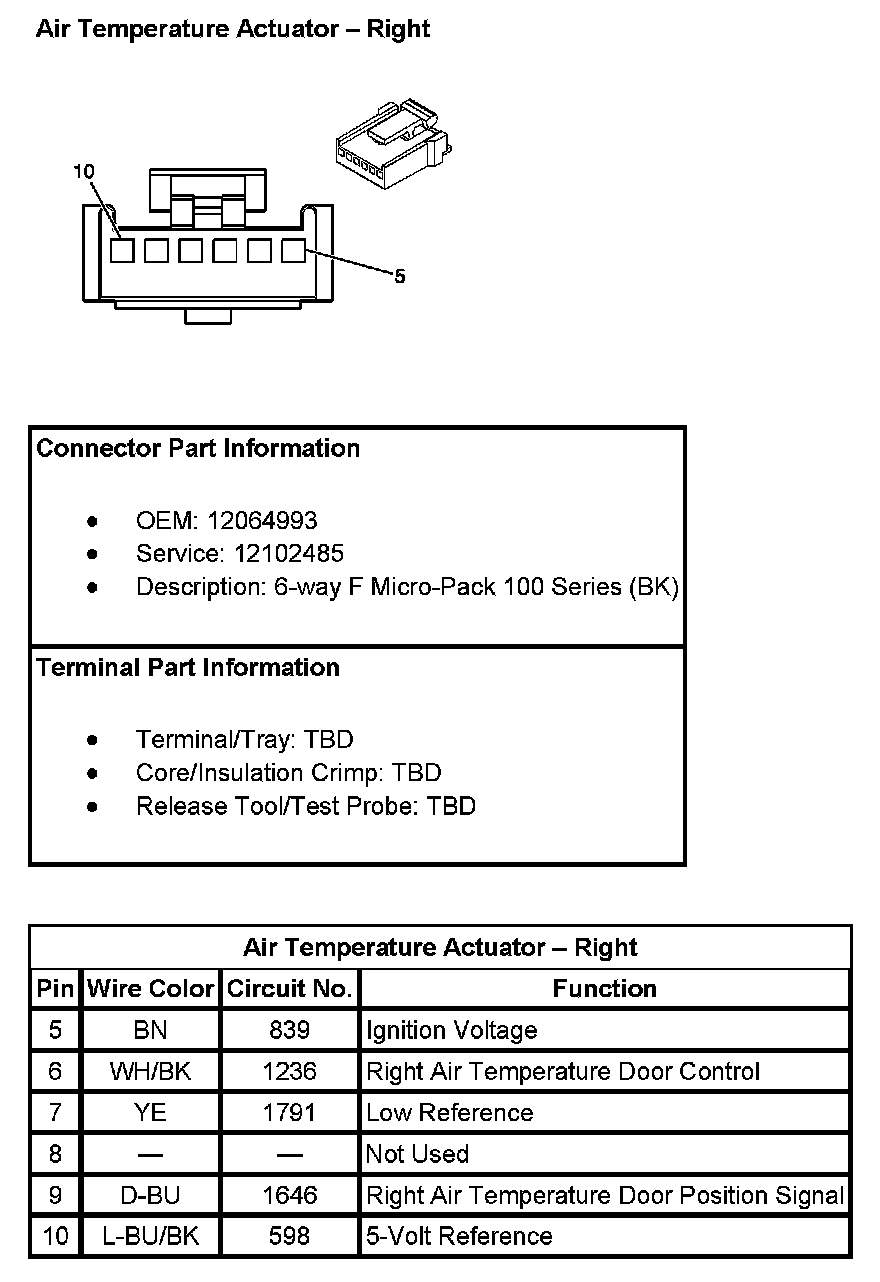 Air Temperature Actuator – Right
10
5
Connector Part Information
● OEM: 12064993
● Service: 12102485
● Description: 6-way F Micro-Pack 100 Series (BK)
Terminal Part Information
● Terminal/Tray: TBD
● Core/Insulation Crimp: TBD
● Release Tool/Test Probe: TBD
Air Temperature Actuator – Right
Pin Wire Color Circuit No. Function
5 BN 839 Ignition Voltage
6 WH/BK 1236 Right Air Temperature Door Control
7 YE 1791 Low Reference
8 — — Not Used
9 D-BU 1646 Right Air Temperature Door Position Signal
10 L-BU/BK 598 5-Volt Reference